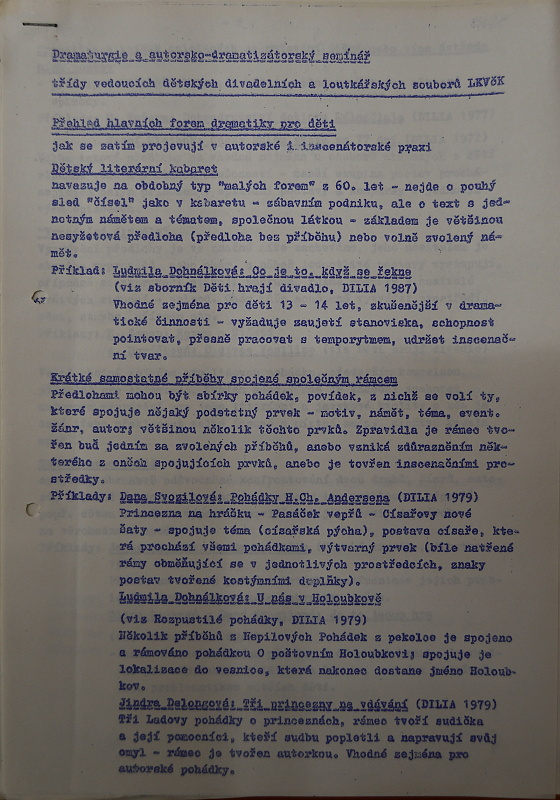 Dramaturgie a autorsko-dramatizátorský seminář
třídy vedoucích dětských divadelních a loutkářských souborů LKVČK
Přehled hlavních forem dramatiky pro děti
jak se zatím projevují v autorské i inscenátorské praxi
Dětský literární kabaret
navazuje na obdobný typ "malých forem" z 60. let - nejde o pouhý
sled "čísel" jako v kabaretu - zábavním podniku, ale o text s jed-
notným námětem a tématem, společnou látkou - základem je většinou
nesyžetová předloha (předloha bez příběhu) nebo volně zvolený ná-
mět.
Příklad: Ludmila Dohnálková: Co je to, když se řekne
(viz sborník Děti hrají divadlo, DILIA 1987)
Vhodné zejména pro děti 13 - 14 let, zkušenější v drama-
tické činnosti - vyžaduje zaujetí stanoviska, schopnost
pointovat, přesně pracovat s temporytmem, udržet inscenač-
ní tvar.
Krátké samostatné příběhy spojené společným rámcem
Předlohami mohou být sbírky pohádek, povídek, z nichž se volí ty,
které spojuje nějaký podstatný prvek - motiv, námět, téma, event.
žánr, autor; většinou několik těchto prvků. Zpravidla je rámec tvo-
řen buď jedním za zvolených příběhů, anebo vzniká zdůrazněním něk-
terého z oněch spojujících prvků, anebo je tovřen inscenačními pro-
středky.
Příklady: Dana Svozilová: Pohádky H.Ch. Andersena (DILIA 1979)
Princezna na hrášku - Pasáček vepřů - Císařovy nové
šaty - spojuje téma (císařská pýcha), postava císaře, kte-
rá prochází všemi pohádkami, výtvarný prvek (bíle natřené
rámy obměňující se v jednotlivých prostředcích, znaky
postav tvořené kostýmními doplňky).
Ludmila Dohnálková: U nás v Holoubkově
(viz Rozpustilé pohádky, DILIA 1979)
Několik příběhů z Nepilových Pohádek z pekelce je spojeno
a rámováno pohádkou O poštovním Holoubkovi; spojuje je
lokalizace do vesnice, která nakonec dostane jméno Holoub-
kov.
Jindra Delongová: Tři princezny na vdávání (DILIA 1979)
Tři Ladovy pohádky o princeznách, rámec tvoří sudička
a její pomocníci, kteří sudbu popletli a napravují svůj
omyl - rámec je tvořen autorkou. Vhodné zejména pro
autorské pohádky.